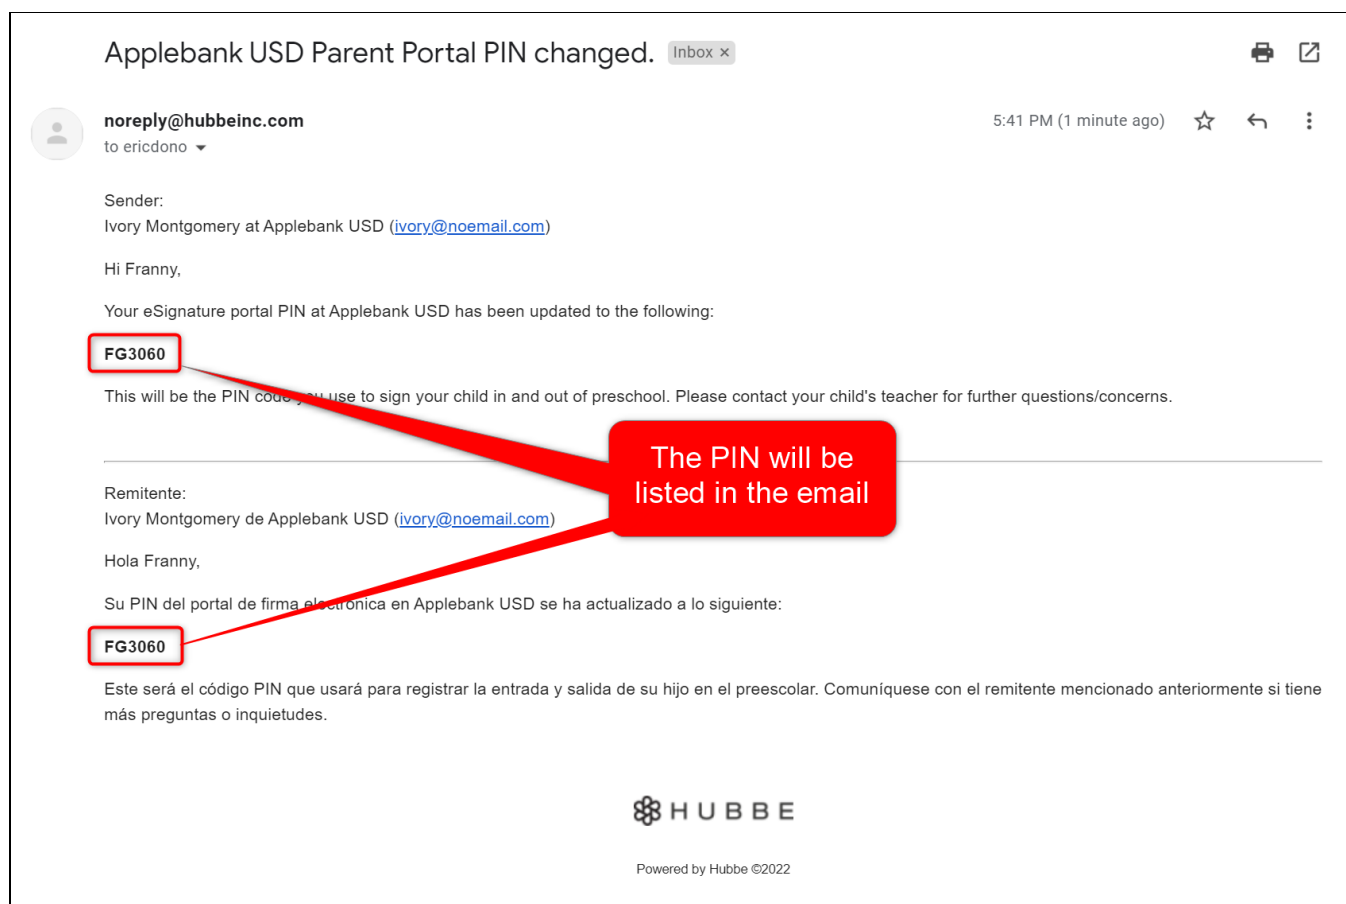 Applebank USD Parent Portal PIN changed. Inbox ×
noreply@hubbeinc.com
5:41 PM (1 minute ago)
to ericdono
Sender:
Ivory Montgomery at Applebank USD (ivory@noemail.com)
Hi Franny,
Your eSignature portal PIN at Applebank USD has been updated to the following:
FG3060
This will be the PIN code you use to sign your child in and out of preschool. Please contact your child's teacher for further questions/concerns.
The PIN will be
listed in the email
Remitente:
Ivory Montgomery de Applebank USD (ivory@noemail.com)
Hola Franny,
Su PIN del portal de firma electrónica en Applebank USD se ha actualizado a lo siguiente:
FG3060
Este será el código PIN que usará para registrar la entrada y salida de su hijo en el preescolar. Comuníquese con el remitente mencionado anteriormente si tiene
más preguntas o inquietudes.
HUBBE
Powered by Hubbe ©2022